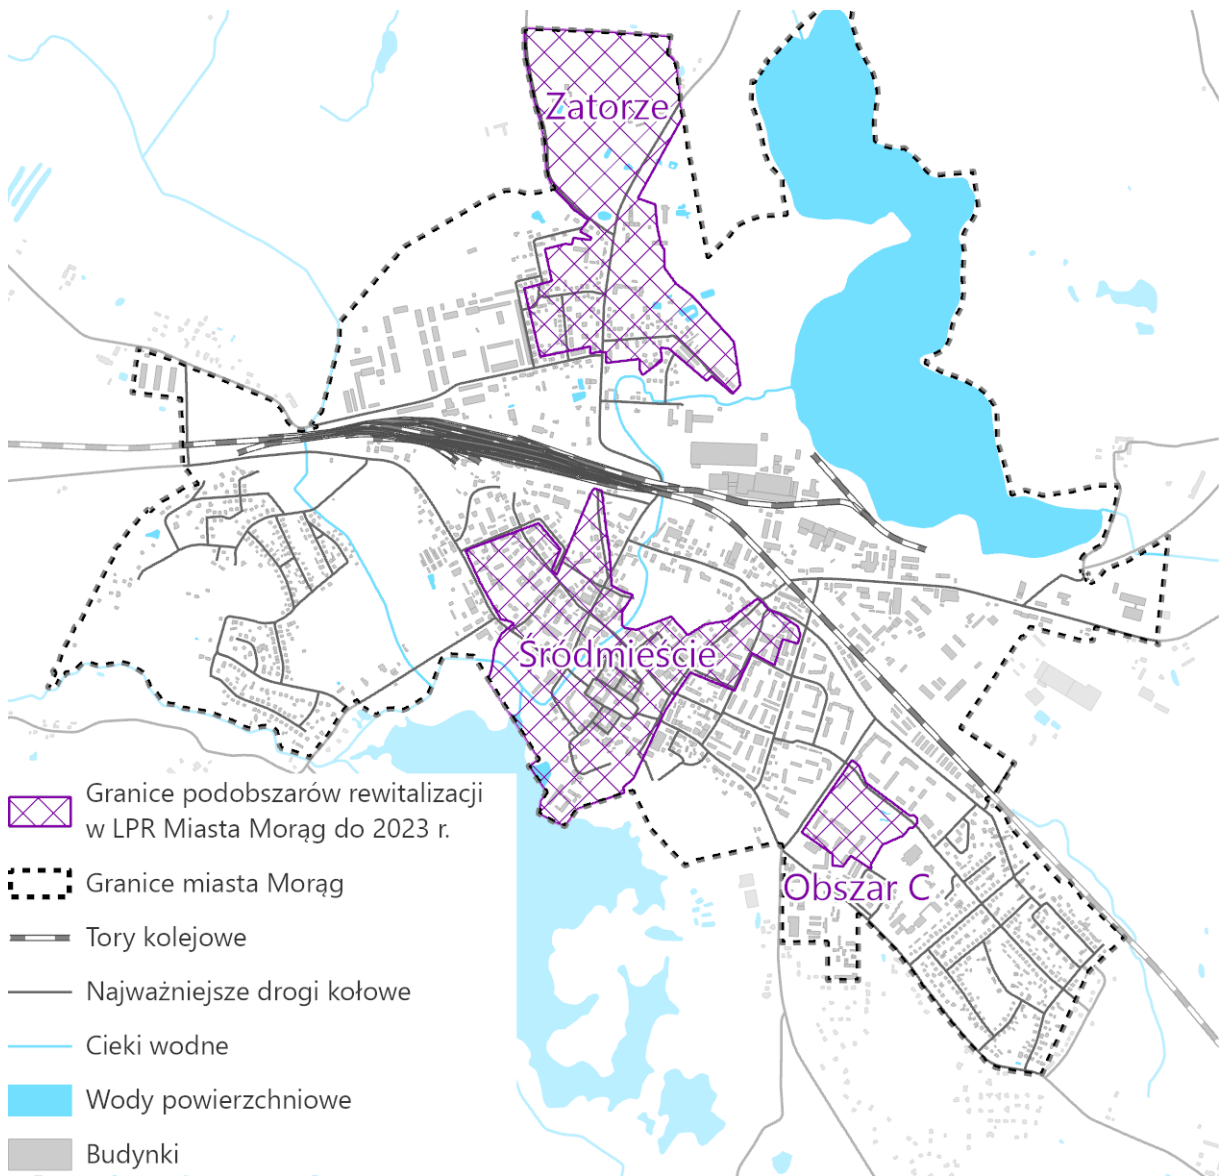 Zatorze
Śródmieście
Obszar C
Granice podobszarów rewitalizacji
w LPR Miasta Morąg do 2023 r.
Granice miasta Morąg
Tory kolejowe
Najważniejsze drogi kołowe
Cieki wodne
Wody powierzchniowe
Budynki